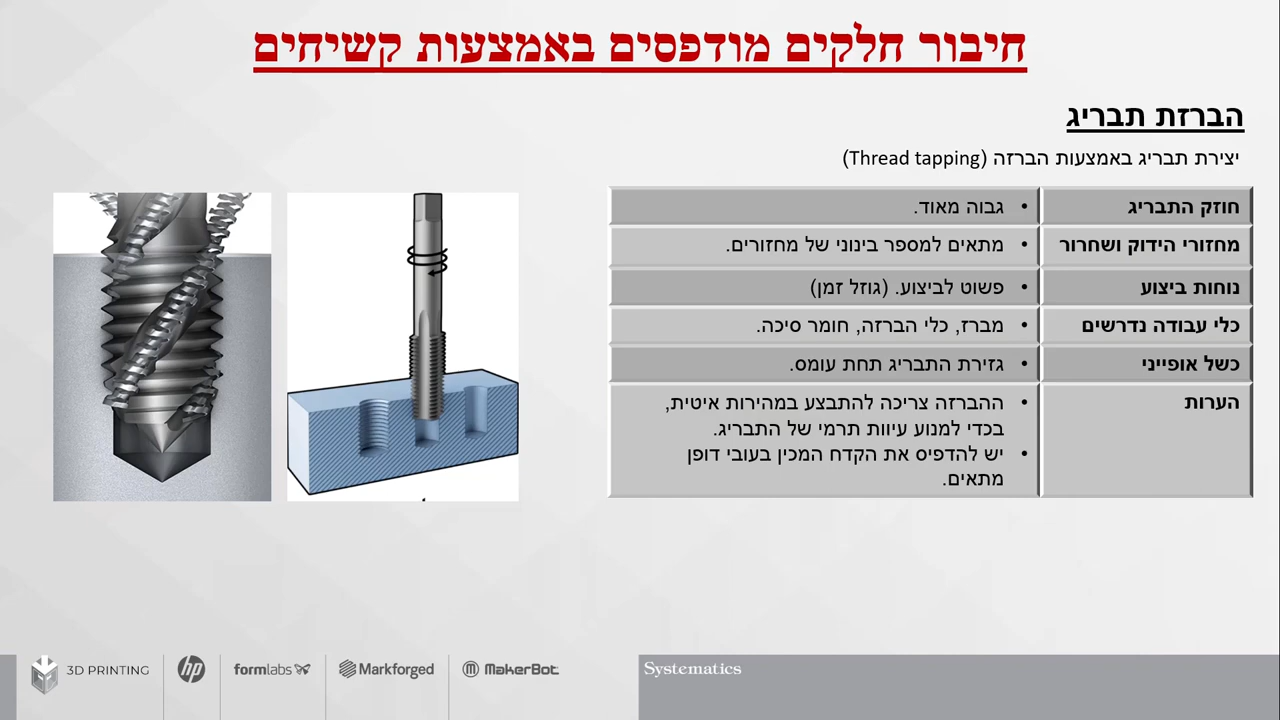 חיבור חלקים מודפסים באמצעות קשיחים
הברזת תבריג
יצירת תבריג באמצעות הברזה (Thread tapping)
חוזק התבריג
• גבוה מאוד.
מחזורי הידוק ושחרור
• מתאים למספר בינוני של מחזורים.
נוחות ביצוע
• פשוט לביצוע. (גוזל זמן)
כלי עבודה נדרשים
• מברז, כלי הברזה, חומר סיכה.
כשל אופייני
• גזירת התבריג תחת עומס.
הערות
• ההברזה צריכה להתבצע במהירות איטית,
בכדי למנוע עיוות תרמי של התבריג.
• יש להדפיס את הקדח המכין בעובי דופן
מתאים.
3D PRINTING
hp
formlabs
Markforged
MakerBot
Systematics